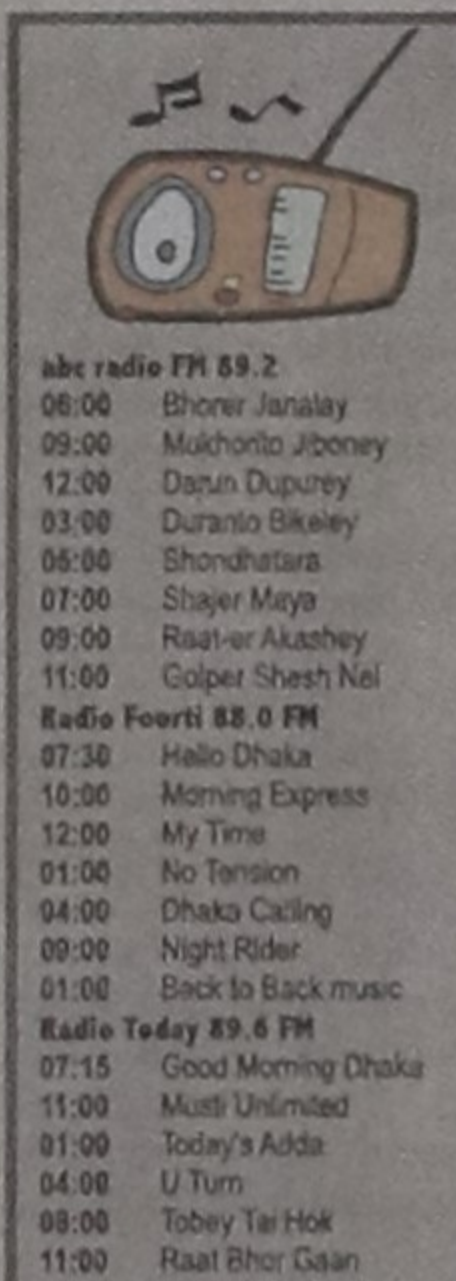 abc radio FM 89.2
06:00 Bhorer Janalay
09:00 Mukhorito Jiboney
12:00 Darun Dupurey
03:00 Duranto Bikeley
05:00 Shondhatara
07:00 Shajer Maya
09:00 Raat-er Akashey
11:00 Golper Shesh Nei
Radio Foorti 88.0 FM
07:30 Hello Dhaka
10:00 Morning Express
12:00 My Time
01:00 No Tension
04:00 Dhaka Calling
09:00 Night Rider
01:00 Back to Back music
Radio Today 89.6 FM
07:15 Good Morning Dhaka
11:00 Musti Unlimited
01:00 Today's Adda
04:00 U Turn
08:00 Tobey Tai Hok
11:00 Raat Bhor Gaan